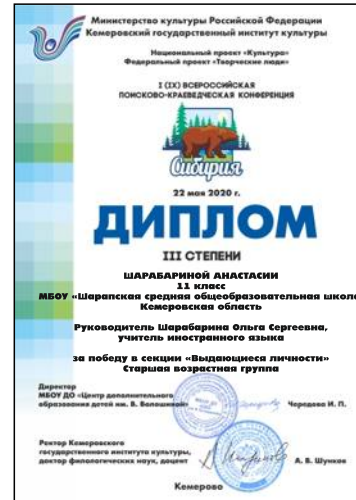 Министерство культуры Российской Федерации
Кемеровский государственный институт культуры
Национальный проект «Культура»
Федеральный проект «Творческие люди»
I (IX) ВСЕРОССИЙСКАЯ
ПОИСКОВО-КРАЕВЕДЧЕСКАЯ КОНФЕРЕНЦИЯ
Сибирия
22 мая 2020 г.
ДИПЛОМ
III СТЕПЕНИ
ШАРАБАРИНОЙ АНАСТАСИИ
11 класс
МБОУ «Шарапская средняя общеобразовательная школа
Кемеровская область
Руководитель Шарабарина Ольга Сергеевна,
учитель иностранного языка
за победу в секции «Выдающиеся личности»
Старшая возрастная группа
Директор
МБОУ ДО «Центр дополнительного
образования детей им. В. Волошиной»
Чередова И. П.
Ректор Кемеровского
государственного института культуры,
доктор филологических наук, доцент
А. В. Шунков
Кемерово